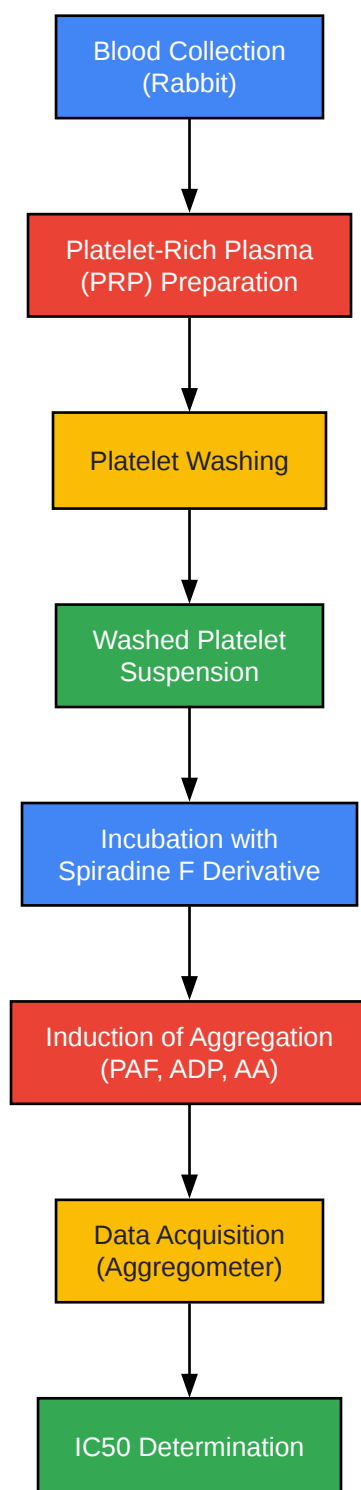 Blood Collection
(Rabbit)
Platelet-Rich Plasma
(PRP) Preparation
Platelet Washing
Washed Platelet
Suspension
Incubation with
Spiradine F Derivative
Induction of Aggregation
(PAF, ADP, AA)
Data Acquisition
(Aggregometer)
IC50 Determination